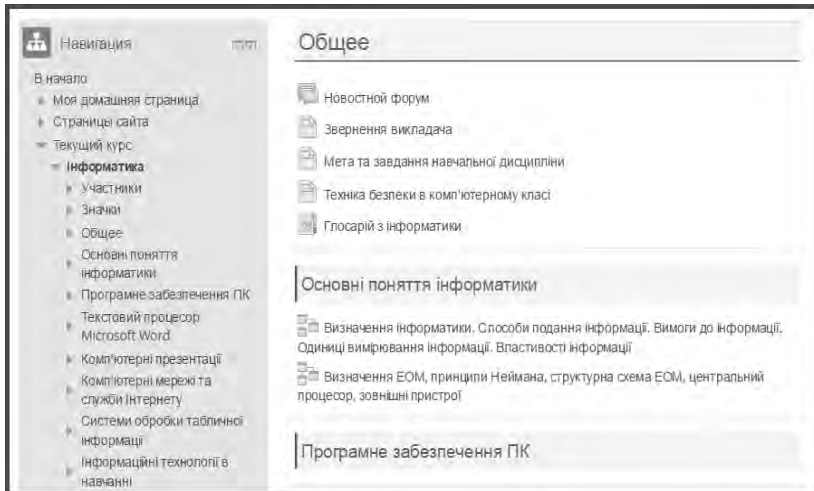 Навигация
В начало
Моя домашняя страница
Страницы сайта
Текущий курс
Інформатика
Участники
Значки
Общее
Основні поняття
інформатики
Програмне забезпечення ПК
Текстовий процесор
Microsoft Word
Комп'ютерні презентації
Комп'ютерні мережі та
служби Інтернету
Системи обробки табличної
інформації
Інформаційні технології в
навчанні
Общее
Новостной форум
Звернення викладача
Мета та завдання навчальної дисципліни
Техніка безпеки в комп'ютерному класі
Глосарій з інформатики
Основні поняття інформатики
Визначення інформатики. Способи подання інформації. Вимоги до інформації.
Одиниці вимірювання інформації. Властивості інформації
Визначення ЕОМ, принципи Неймана, структурна схема ЕОМ, центральний
процесор, зовнішні пристрої
Програмне забезпечення ПК